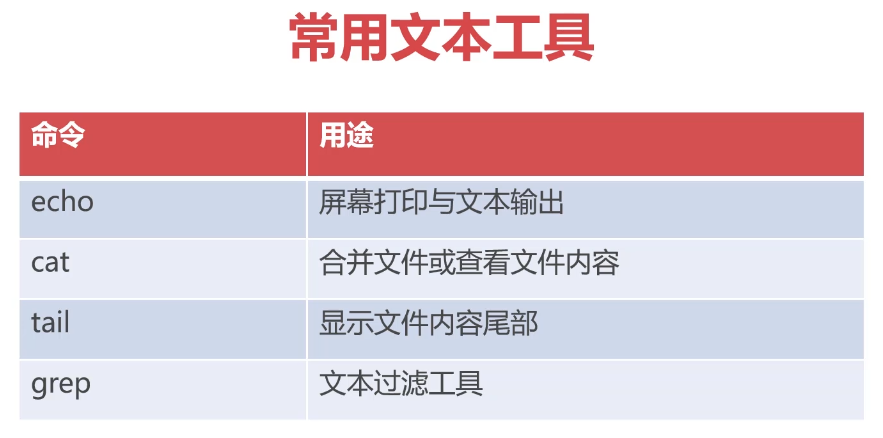 常用文本工具
命令 用途
echo 屏幕打印与文本输出
cat 合并文件或查看文件内容
tail 显示文件内容尾部
grep 文本过滤工具